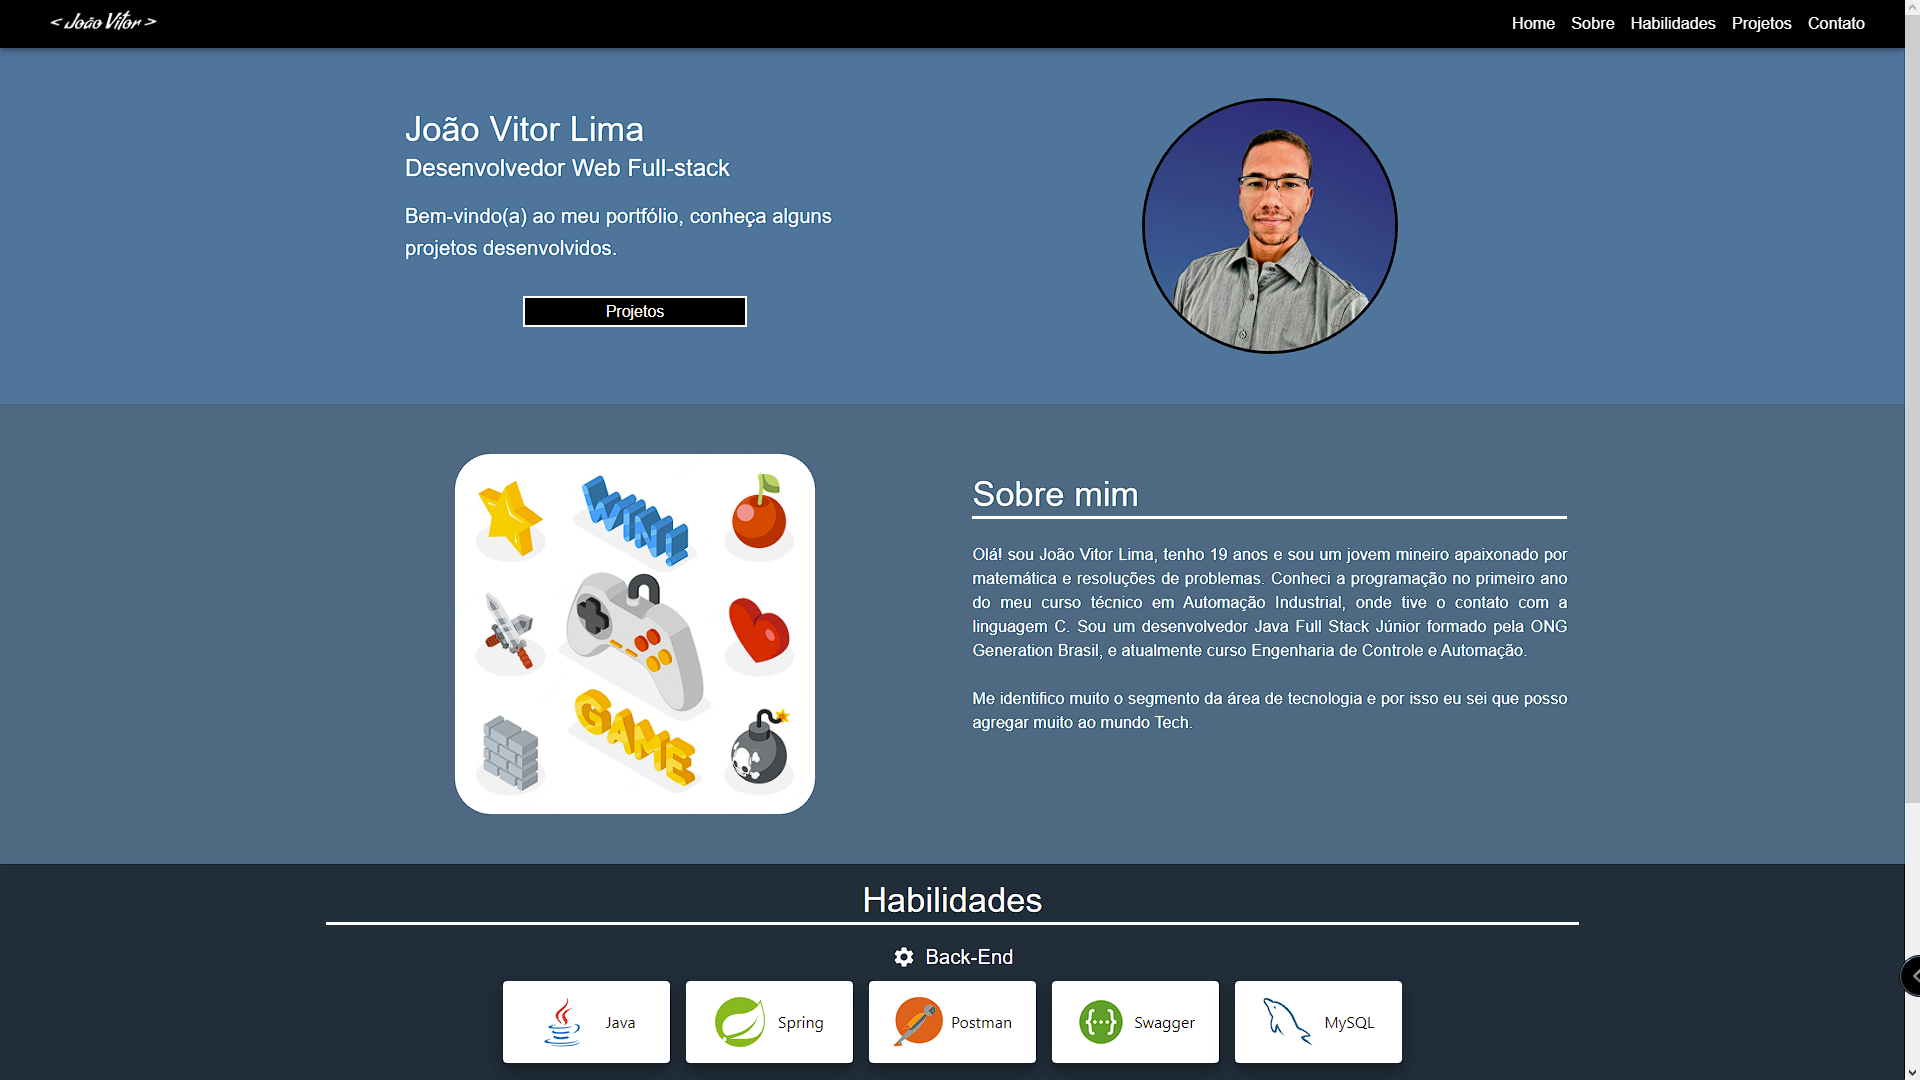 < João Vitor >
Home Sobre Habilidades Projetos Contato
João Vitor Lima
Desenvolvedor Web Full-stack
Bem-vindo(a) ao meu portfólio, conheça alguns
projetos desenvolvidos.
Projetos
WIN!
GAME
Sobre mim
Olá! sou João Vitor Lima, tenho 19 anos e sou um jovem mineiro apaixonado por
matemática e resoluções de problemas. Conheci a programação no primeiro ano
do meu curso técnico em Automação Industrial, onde tive o contato com a
linguagem C. Sou um desenvolvedor Java Full Stack Júnior formado pela ONG
Generation Brasil, e atualmente curso Engenharia de Controle e Automação.
Me identifico muito o segmento da área de tecnologia e por isso eu sei que posso
agregar muito ao mundo Tech.
Habilidades
Back-End
Java
Spring
Postman
Swagger
MySQL